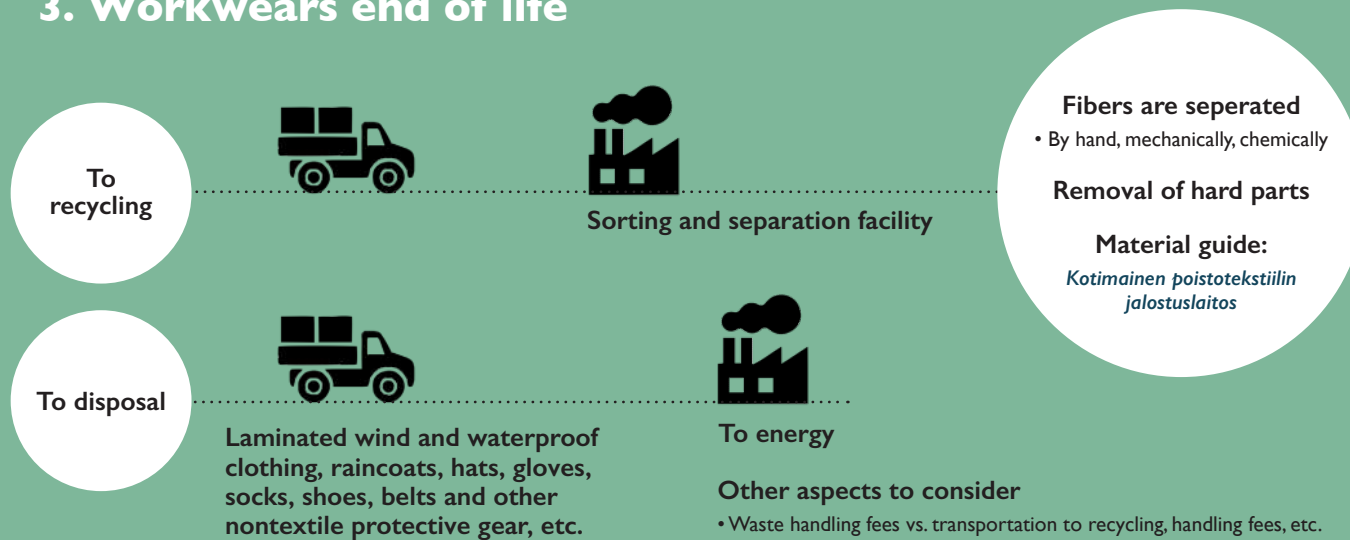 3. Workwears end of life
To
recycling
Sorting and separation facility
Fibers are seperated
• By hand, mechanically, chemically
Removal of hard parts
Material guide:
Kotimainen poistotekstiilin
jalostuslaitos
To disposal
Laminated wind and waterproof
clothing, raincoats, hats, gloves,
socks, shoes, belts and other
nontextile protective gear, etc.
To energy
Other aspects to consider
• Waste handling fees vs. transportation to recycling, handling fees, etc.